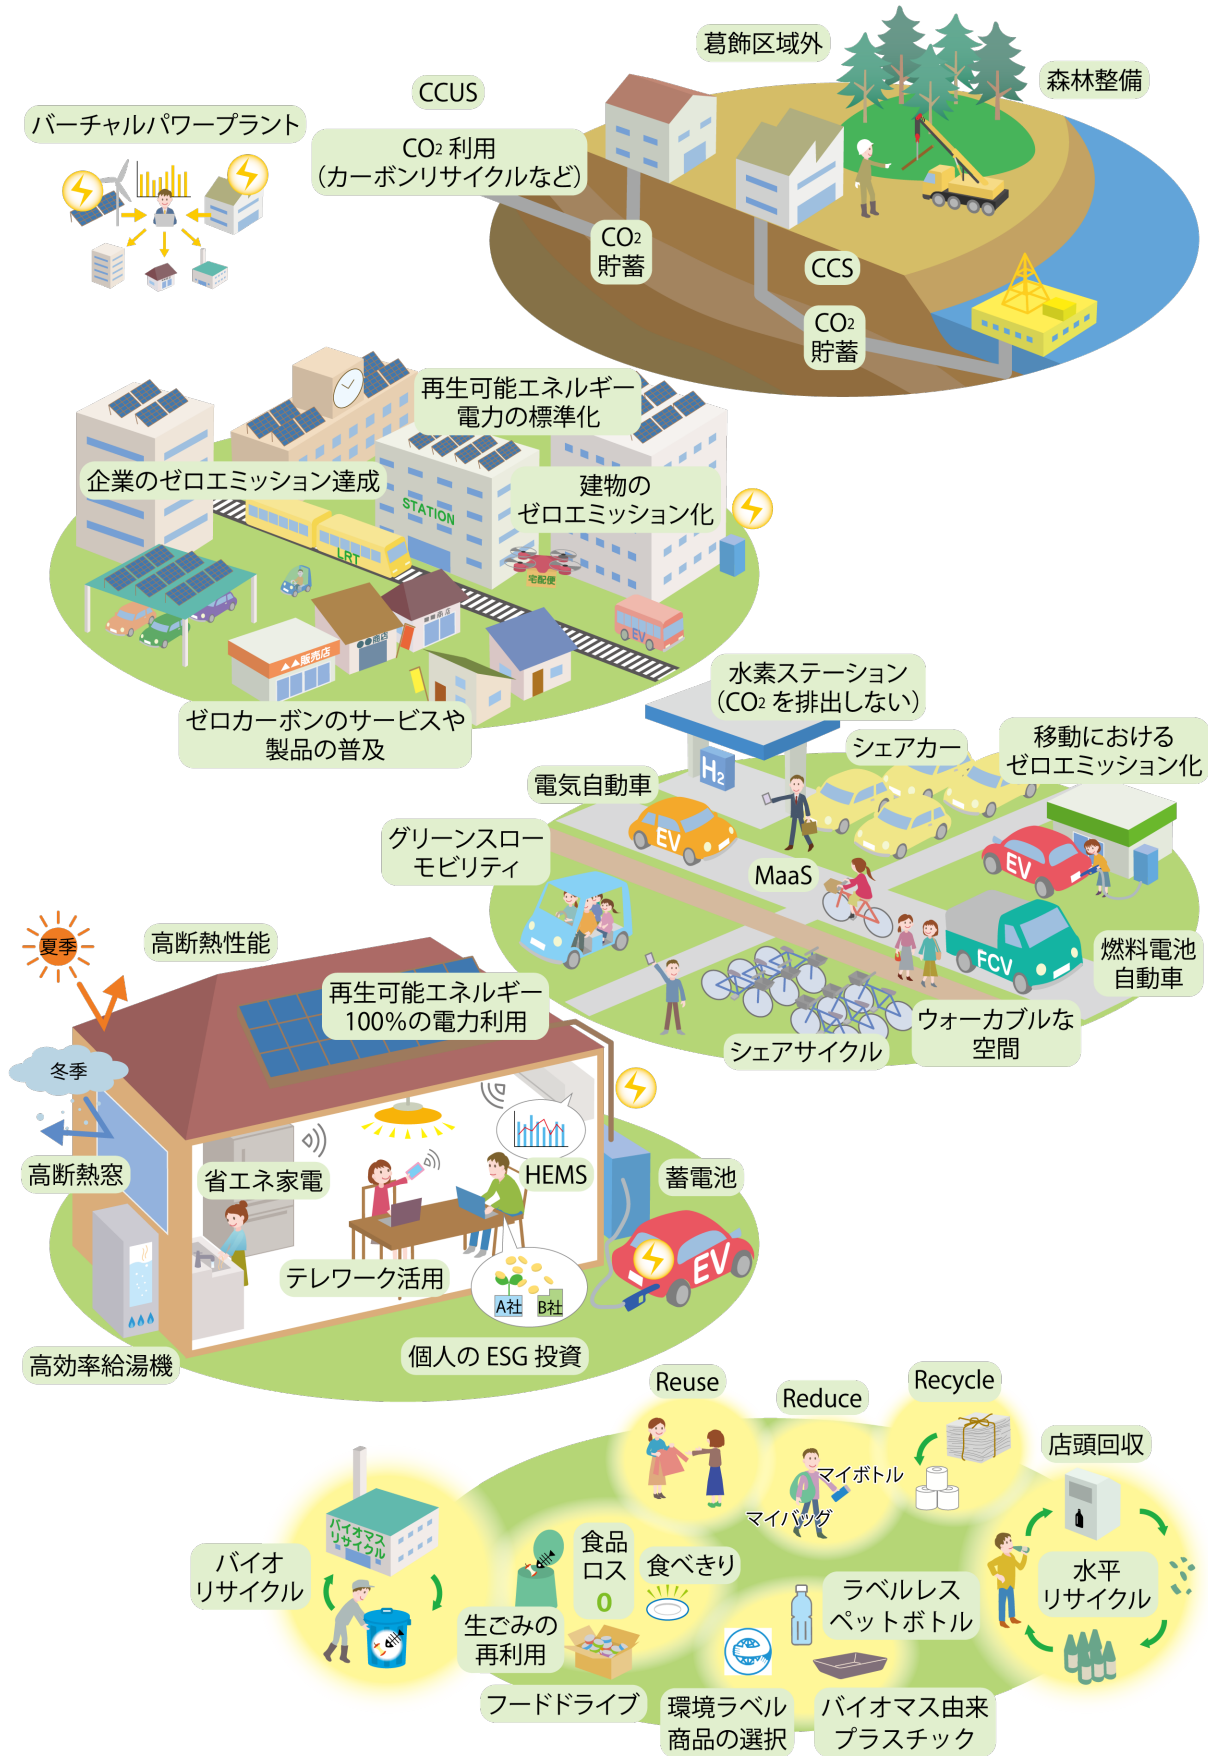 葛飾区域外
森林整備
CCUS
バーチャルパワープラント
CO2 利用
（カーボンリサイクルなど）
CO2
貯蓄
CCS
CO2
貯蓄
再生可能エネルギー
電力の標準化
企業のゼロエミッション達成
建物の
ゼロエミッション化
STATION
LRT
宅配便
EV
●●商店
■■商店
▲▲販売店
ゼロカーボンのサービスや
製品の普及
水素ステーション
（CO2 を排出しない）
シェアカー
移動における
ゼロエミッション化
H2
電気自動車
EV
グリーンスロー
モビリティ
EV
MaaS
FCV
燃料電池
自動車
ウォーカブルな
空間
シェアサイクル
夏季
高断熱性能
再生可能エネルギー
100%の電力利用
冬季
高断熱窓
省エネ家電
HEMS
蓄電池
EV
テレワーク活用
A社
B社
個人の ESG 投資
高効率給湯機
Reuse
Reduce
Recycle
マイボトル
マイバッグ
店頭回収
バイオマス
リサイクル
バイオ
リサイクル
食品
ロス
0
食べきり
生ごみの
再利用
フードドライブ
ラベルレス
ペットボトル
水平
リサイクル
環境ラベル
商品の選択
バイオマス由来
プラスチック